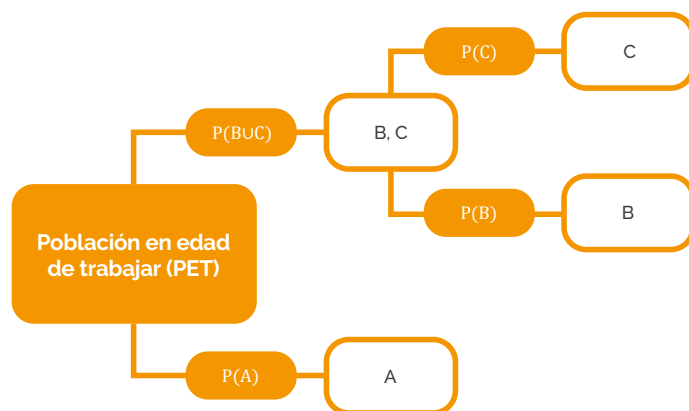 P(C)
C
P(B∪C)
B, C
P(B)
B
Población en edad
de trabajar (PET)
P(A)
A